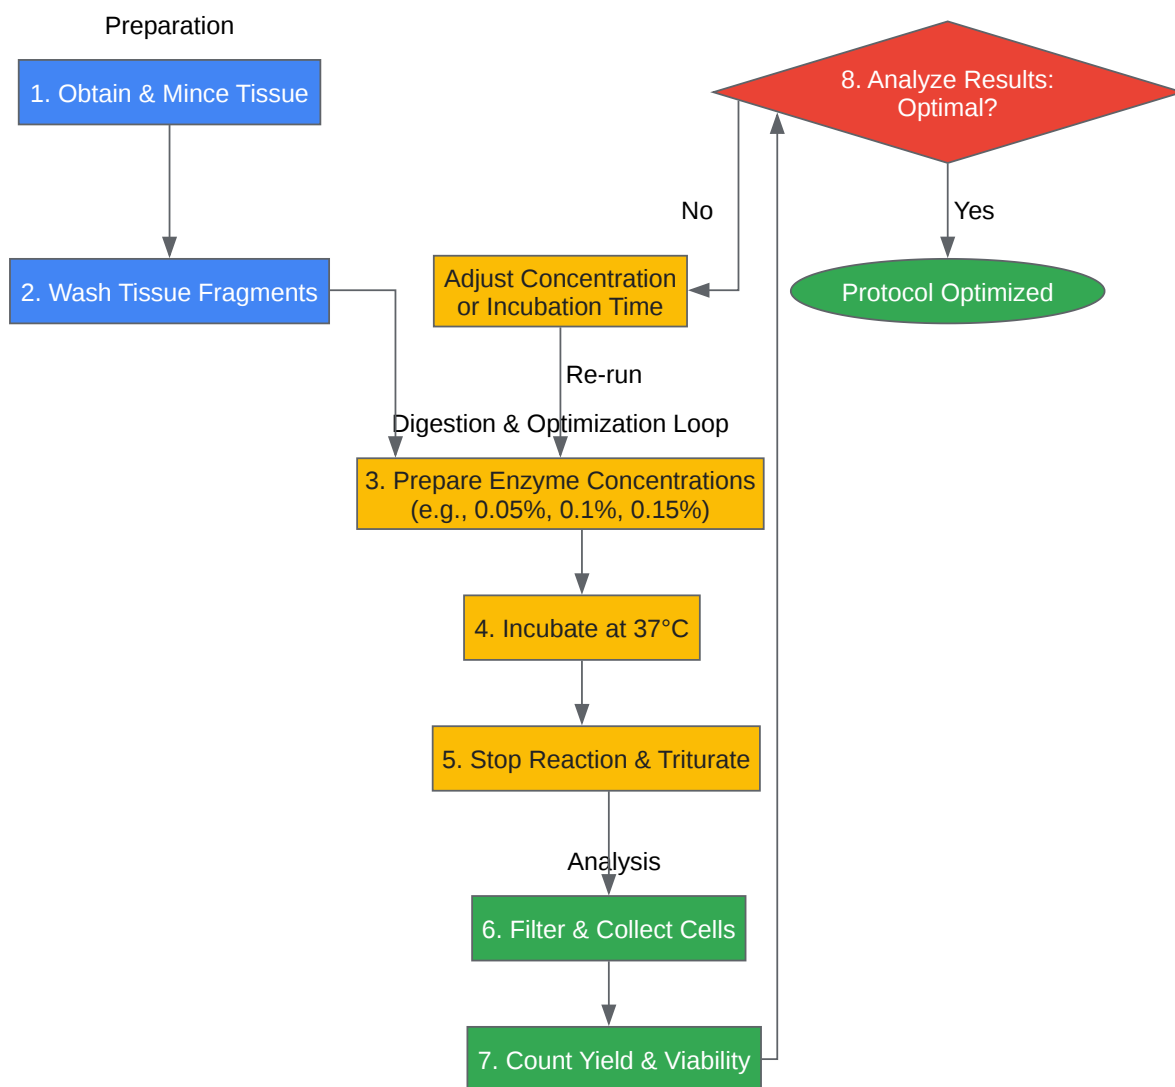 Preparation
1. Obtain & Mince Tissue
2. Wash Tissue Fragments
8. Analyze Results:
Optimal?
No
Yes
Adjust Concentration
or Incubation Time
Protocol Optimized
Re-run
Digestion & Optimization Loop
3. Prepare Enzyme Concentrations
(e.g., 0.05%, 0.1%, 0.15%)
4. Incubate at 37°C
5. Stop Reaction & Triturate
Analysis
6. Filter & Collect Cells
7. Count Yield & Viability